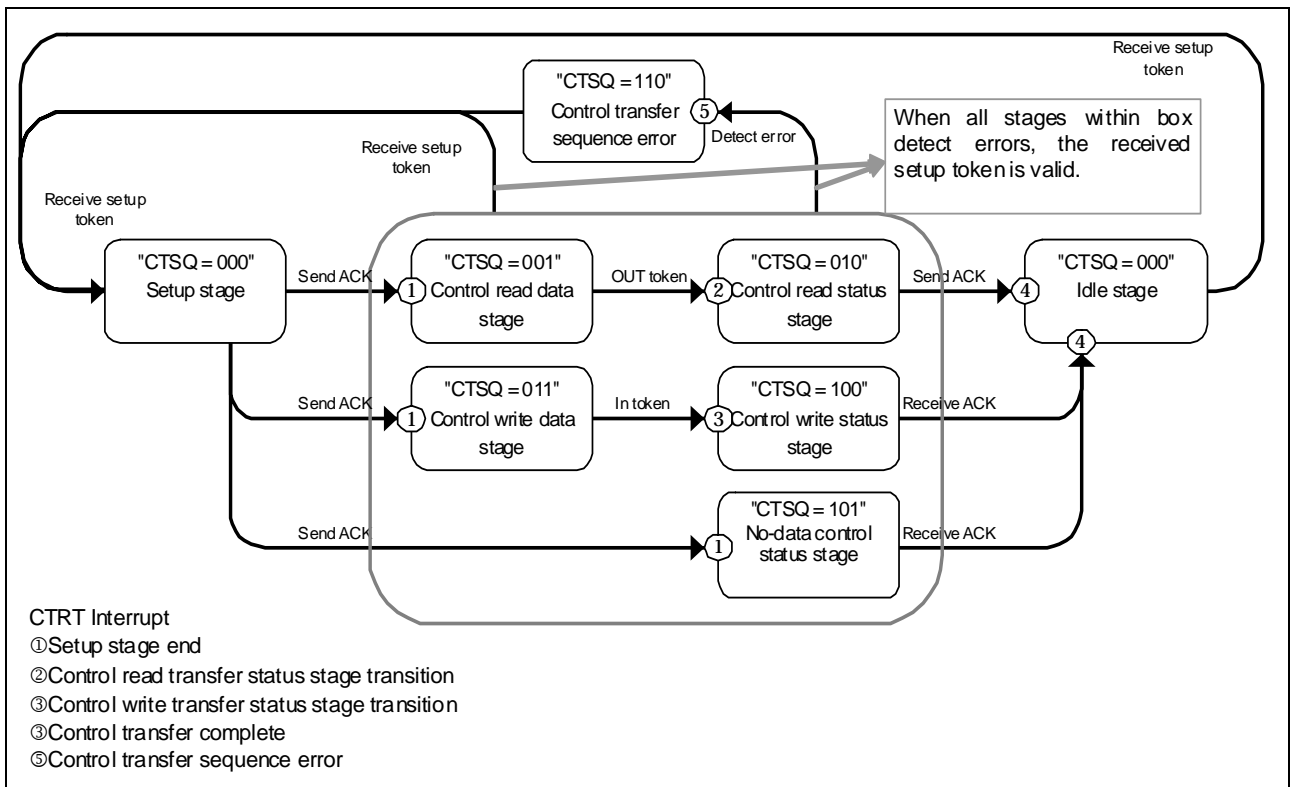 Receive setup
token
"CTSQ = 110"
Control transfer
sequence error
⑤
Detect error
When all stages within box
detect errors, the received
setup token is valid.
Receive setup
token
Receive setup
token
"CTSQ = 000"
Setup stage
Send ACK
①
"CTSQ = 001"
Control read data
stage
OUT token
②
"CTSQ = 010"
Control read status
stage
Send ACK
④
"CTSQ = 000"
Idle stage
④
Send ACK
①
"CTSQ = 011"
Control write data
stage
In token
③
"CTSQ = 100"
Control write status
stage
Receive ACK
Send ACK
①
"CTSQ = 101"
No-data control
status stage
Receive ACK
CTRT Interrupt
①Setup stage end
②Control read transfer status stage transition
③Control write transfer status stage transition
③Control transfer complete
⑤Control transfer sequence error